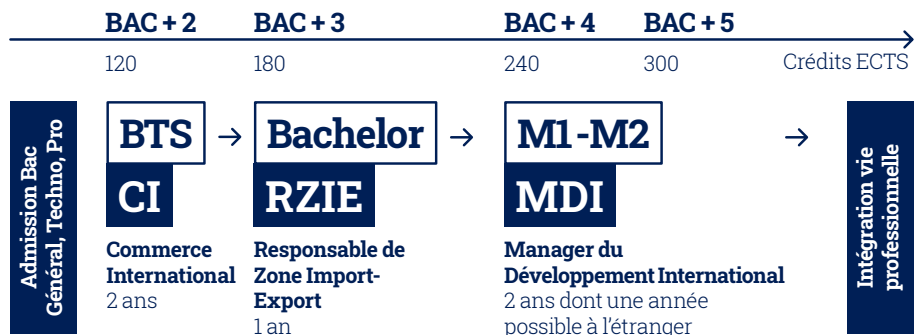 BAC + 2 BAC + 3 BAC + 4 BAC + 5
120 180 240 300 Crédits ECTS
Admission Bac
Général, Techno, Pro
BTS → Bachelor → M1-M2 →
CI RZIE MDI
Commerce
International
2 ans
Responsable de
Zone Import-
Export
1 an
Manager du
Développement International
2 ans dont une année
possible à l'étranger
Intégration vie
professionnelle